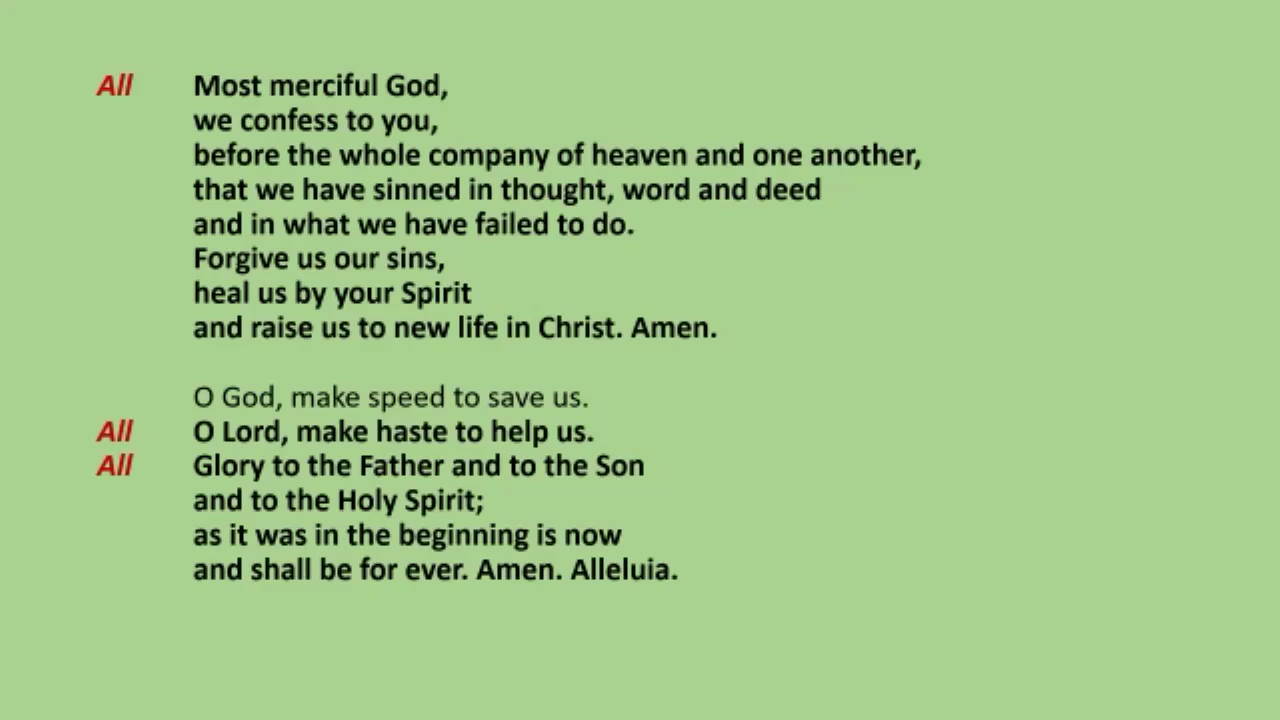 All Most merciful God,
we confess to you,
before the whole company of heaven and one another,
that we have sinned in thought, word and deed
and in what we have failed to do.
Forgive us our sins,
heal us by your Spirit
and raise us to new life in Christ. Amen.
O God, make speed to save us.
All O Lord, make haste to help us.
All Glory to the Father and to the Son
and to the Holy Spirit;
as it was in the beginning is now
and shall be for ever. Amen. Alleluia.